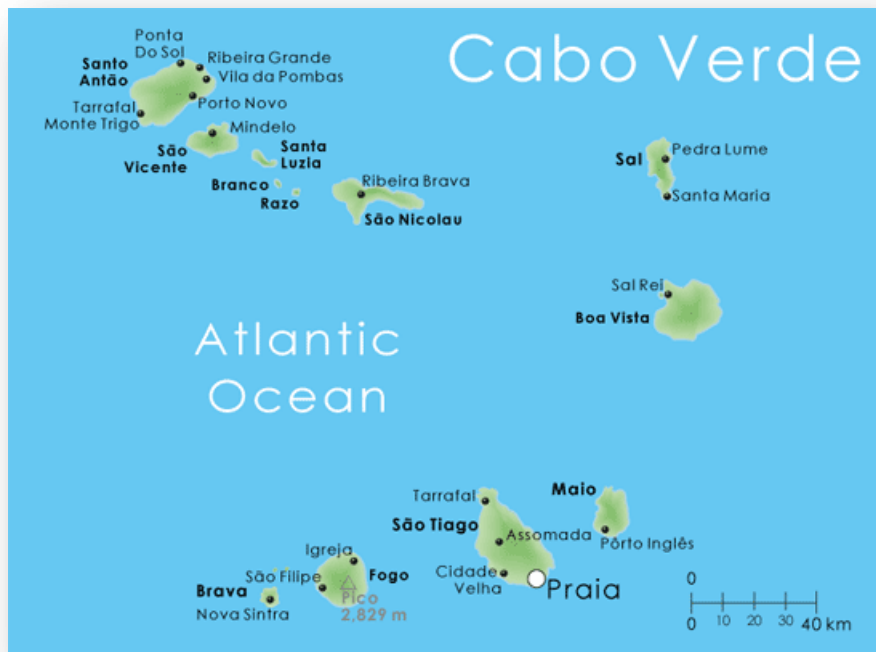 Cabo Verde
Ponta
Do Sol
Ribeira Grande
Santo
Antão
Vila da Pombas
Porto Novo
Tarrafal
Monte Trigo
Mindelo
São
Vicente
Santa
Luzia
Branco
Razo
Ribeira Brava
São Nicolau
Sal
Pedra Lume
Santa Maria
Sal Rei
Boa Vista
Atlantic
Ocean
Tarrafal
Maio
São Tiago
Assomada
Pôrto Inglês
Igreja
Cidade
Velha
São Filipe
Fogo
Brava
Nova Sintra
Pico
2,829 m
Praia
0
0 10 20 30 40 km